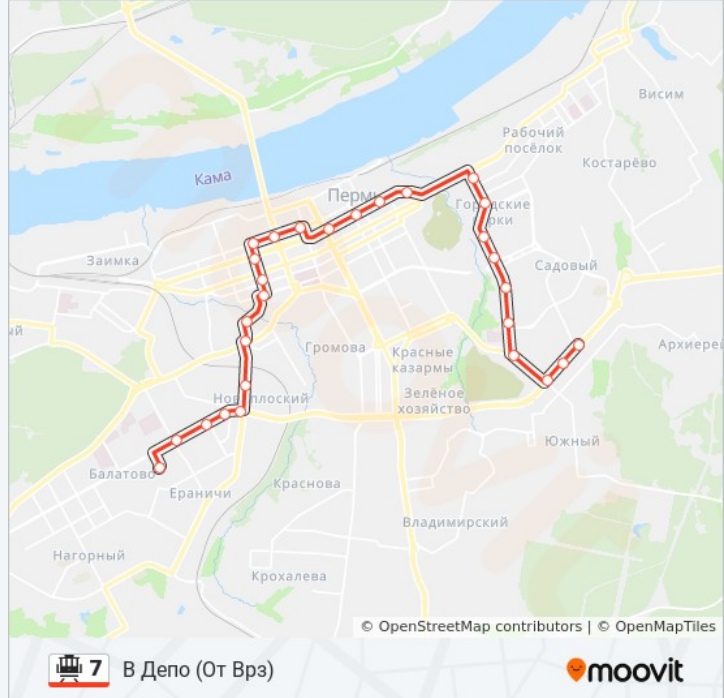 Висим
Рабочий
посёлок
Костарёво
Кама
Пермь
Городские
Заимка
Садовый
ый
Громова
Красные
казармы
Архиерей
Новоплоский
Зелёное
хозяйство
Южный
Балатово
Ераничи
Краснова
Владимирский
Нагорный
Крохалева
© OpenStreetMap contributors | © OpenMapTiles
7 В Депо (От Врз)
moovit